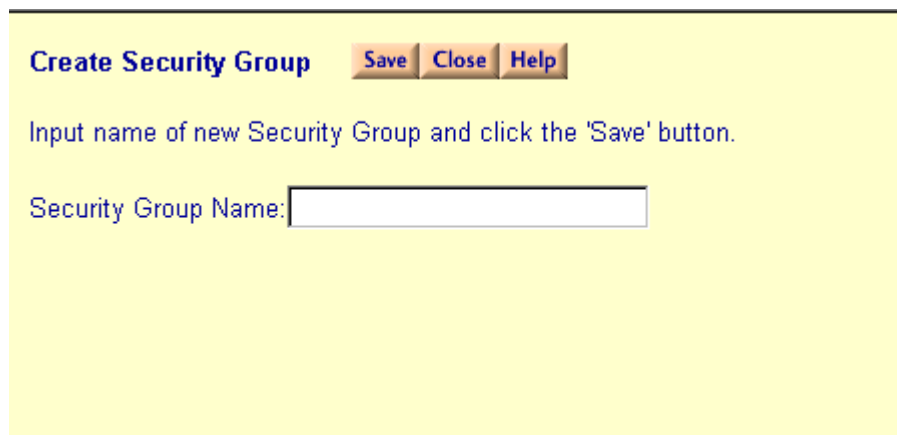 Create Security Group Save Close Help
Input name of new Security Group and click the 'Save' button.
Security Group Name: